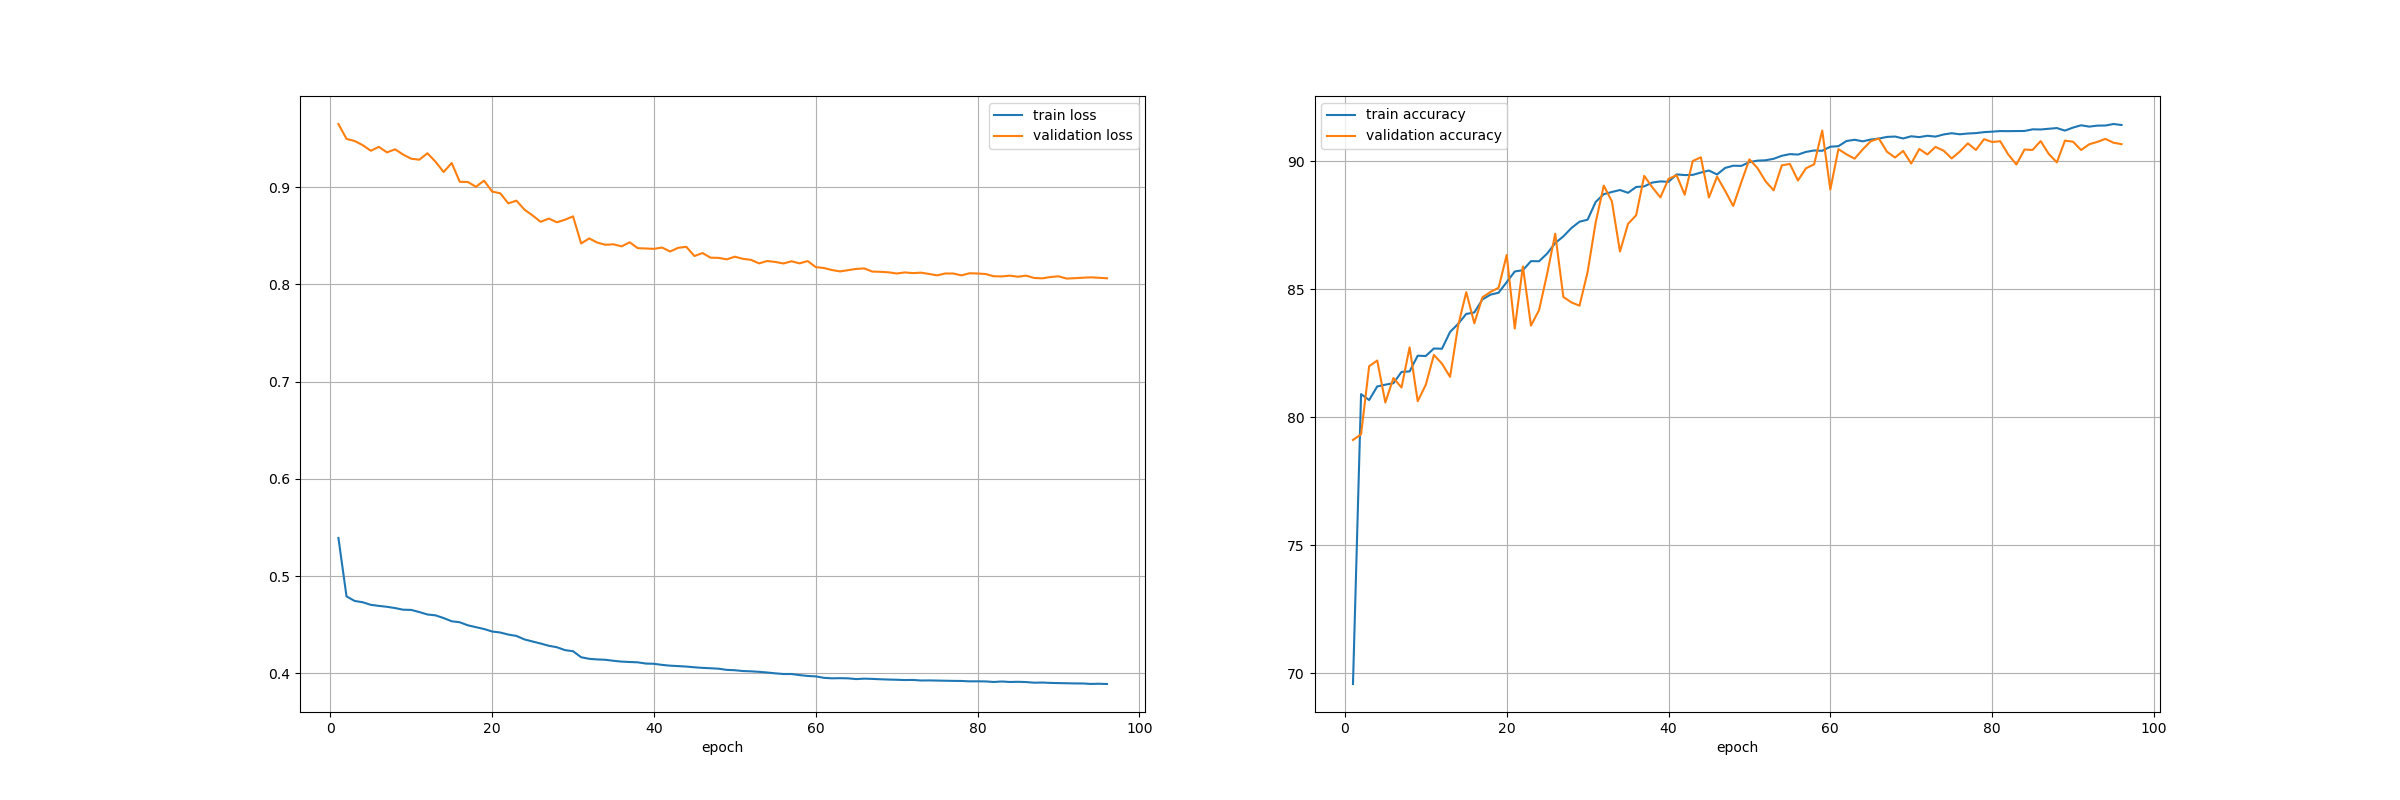 train loss
validation loss
0.9
0.8
0.7
0.6
0.5
0.4
0 20 40 60 80 100
epoch
train accuracy
validation accuracy
90
85
80
75
70
0 20 40 60 80 100
epoch